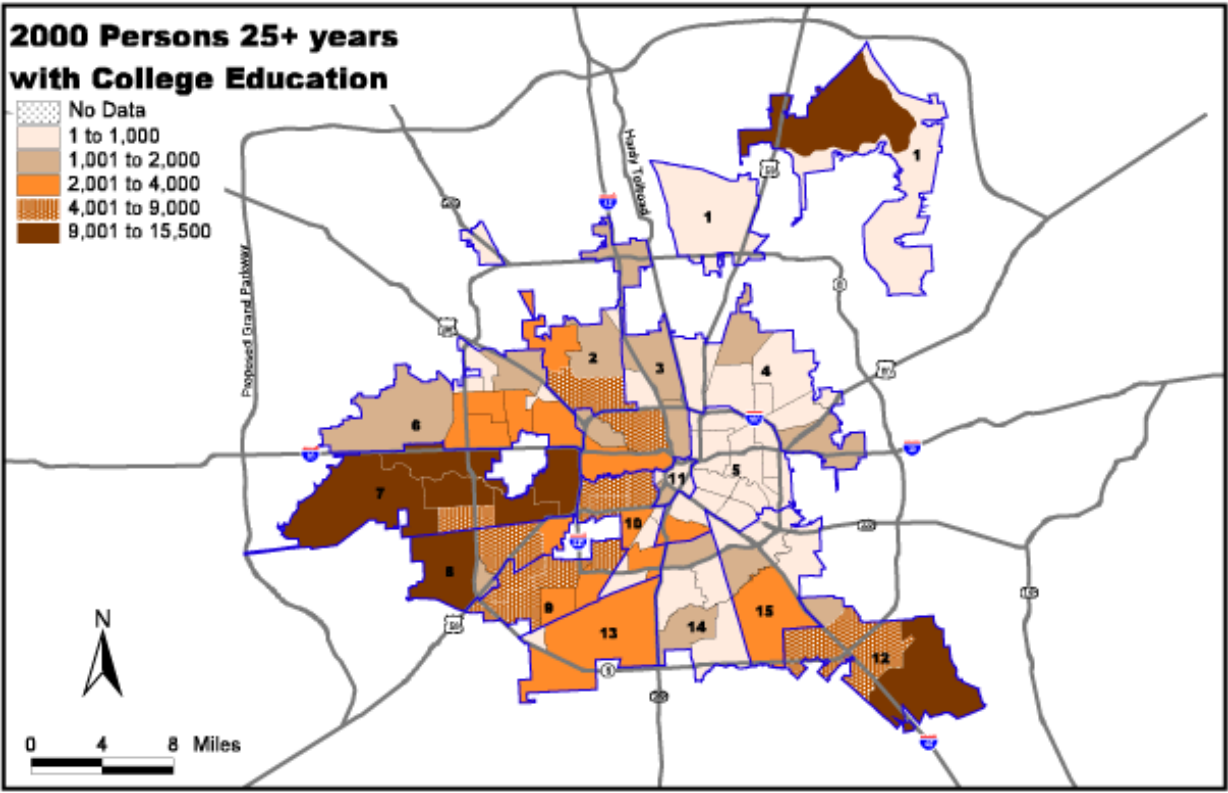 2000 Persons 25+ years
with College Education
No Data
1 to 1,000
1,001 to 2,000
2,001 to 4,000
4,001 to 9,000
9,001 to 15,500
Hardy Tollroad
Proposed Grand Parkway
1
1
2
3
4
6
5
7
11
10
8
9
13
14
15
12
N
0 4 8 Miles